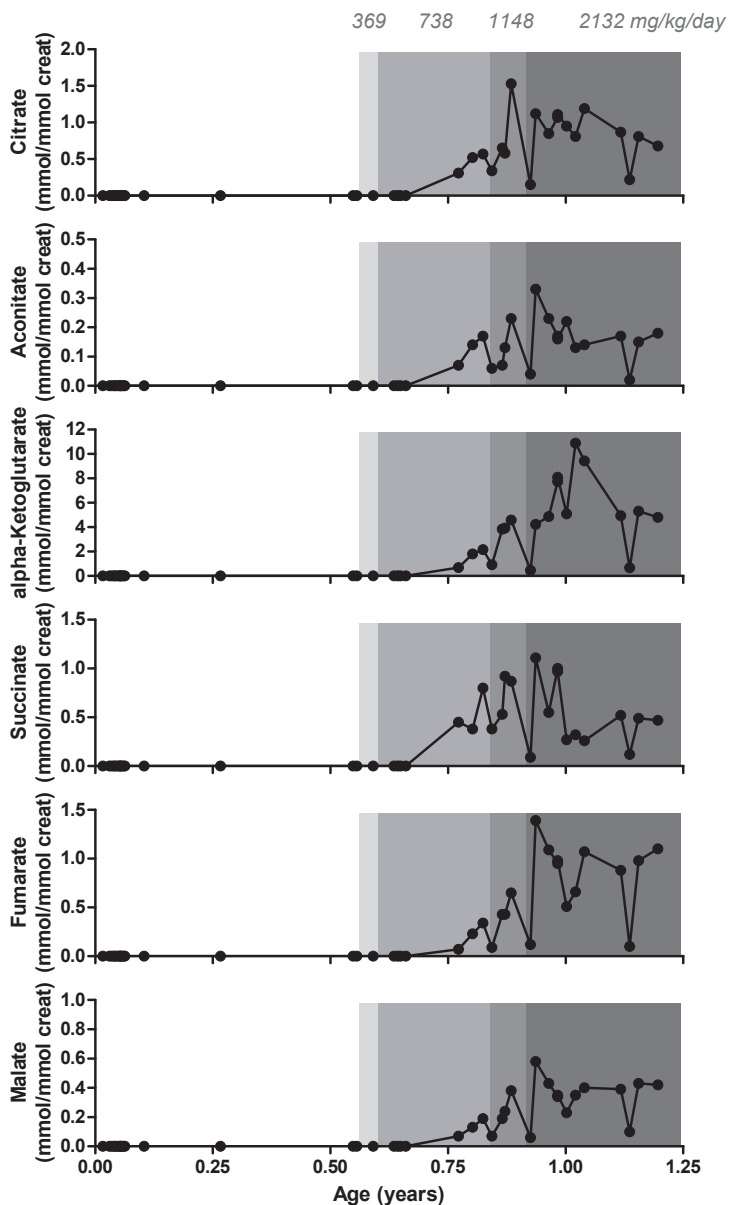 369 738 1148 2132 mg/kg/day
Citrate
(mmol/mmol creat)
2.0
1.5
1.0
0.5
0.0
Aconitate
(mmol/mmol creat)
0.5
0.4
0.3
0.2
0.1
0.0
alpha-Ketoglutarate
(mmol/mmol creat)
12
10
8
6
4
2
0
Succinate
(mmol/mmol creat)
1.5
1.0
0.5
0.0
Fumarate
(mmol/mmol creat)
1.5
1.0
0.5
0.0
Malate
(mmol/mmol creat)
1.0
0.8
0.6
0.4
0.2
0.0
0.00 0.25 0.50 0.75 1.00 1.25
Age (years)